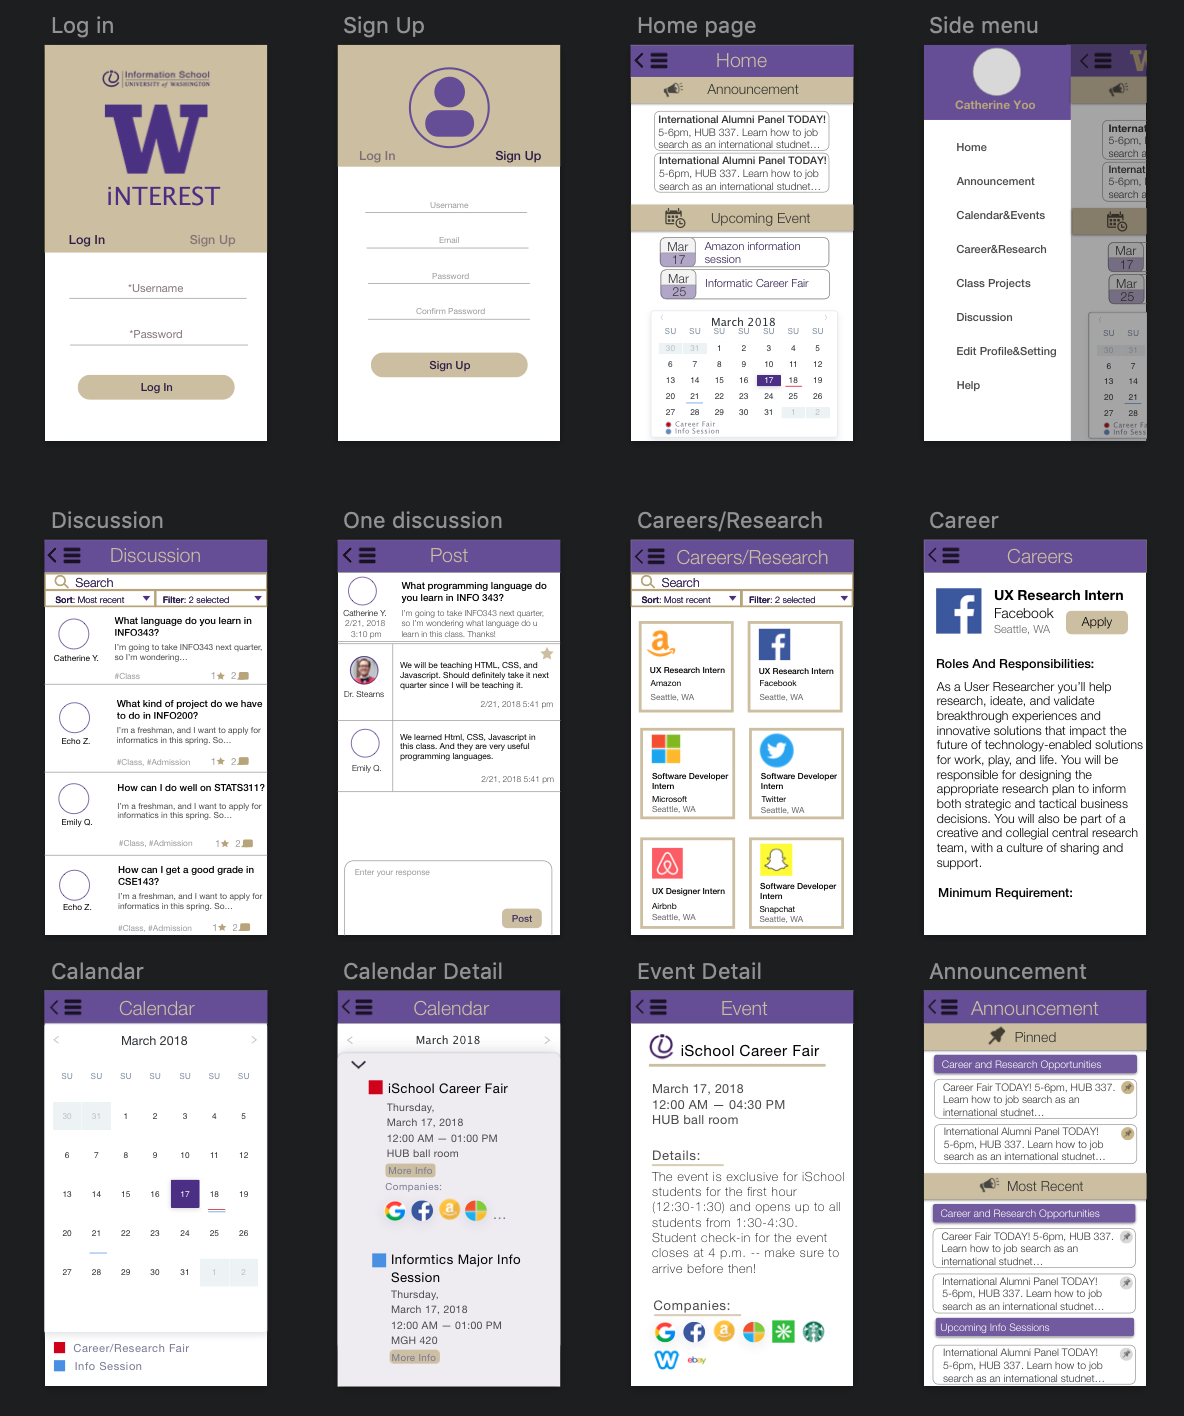 Log in
Information School
UNIVERSITY of WASHINGTON
W
iNTEREST
Log In
Sign Up
*Username
*Password
Log In
Sign Up
Log In
Sign Up
Username
Email
Password
Confirm Password
Sign Up
Home page
Home
Announcement
International Alumni Panel TODAY!
5-6pm, HUB 337. Learn how to job
search as an international studnet...
International Alumni Panel TODAY!
5-6pm, HUB 337. Learn how to job
search as an international studnet...
Upcoming Event
Mar
17
Amazon information
session
Mar
25
Informatic Career Fair
March 2018
SU SU SU SU SU SU SU
30 31 1 2 3 4 5
6 7 8 9 10 11 12
13 14 15 16 17 18 19
20 21 22 23 24 25 26
27 28 29 30 31 1 2
Career Fair
Info Session
Side menu
Catherine Yoo
Home
Announcement
Calendar&Events
Career&Research
Class Projects
Discussion
Edit Profile&Setting
Help
W
Internat
5-6pm, H
search a
Internat
5-6pm, H
search a
Mar
17
Mar
25
SU SU
30 31
6 7
13 14
20 21
27 28
Career Fa
Info Sess
Discussion
Discussion
Search
Sort: Most recent
Filter: 2 selected
Catherine Y.
What language do you learn in
INFO343?
I'm going to take INFO343 next quarter,
so I'm wondering...
#Class
1 2
Echo Z.
What kind of project do we have
to do in INFO200?
I'm a freshman, and I want to apply for
informatics in this spring. So...
#Class, #Admission
1 2
Emily Q.
How can I do well on STATS311?
I'm a freshman, and I want to apply for
informatics in this spring. So...
#Class, #Admission
1 2
Echo Z.
How can I get a good grade in
CSE143?
I'm a freshman, and I want to apply for
informatics in this spring. So...
#Class, #Admission
1 2
One discussion
Post
Catherine Y.
2/21, 2018
3:10 pm
What programming language do
you learn in INFO 343?
I'm going to take INFO343 next quarter,
so I'm wondering what language do u
learn in this class. Thanks!
Dr. Stearns
We will be teaching HTML, CSS, and
Javascript. Should definitely take it next
quarter since I will be teaching it.
2/21, 2018 5:41 pm
Emily Q.
We learned Html, CSS, Javascript in
this class. And they are very useful
programming languages.
2/21, 2018 5:41 pm
Enter your response
Post
Careers/Research
Careers/Research
Search
Sort: Most recent
Filter: 2 selected
UX Research Intern
Amazon
Seattle, WA
UX Research Intern
Facebook
Seattle, WA
Software Developer
Intern
Microsoft
Seattle, WA
Software Developer
Intern
Twitter
Seattle, WA
UX Designer Intern
Airbnb
Seattle, WA
Software Developer
Intern
Snapchat
Seattle, WA
Career
Careers
UX Research Intern
Facebook
Seattle, WA
Apply
Roles And Responsibilities:
As a User Researcher you'll help
research, ideate, and validate
breakthrough experiences and
innovative solutions that impact the
future of technology-enabled solutions
for work, play, and life. You will be
responsible for designing the
appropriate research plan to inform
both strategic and tactical business
decisions. You will also be part of a
creative and collegial central research
team, with a culture of sharing and
support.
Minimum Requirement:
Calandar
Calendar
March 2018
SU SU SU SU SU SU SU
30 31 1 2 3 4 5
6 7 8 9 10 11 12
13 14 15 16 17 18 19
20 21 22 23 24 25 26
27 28 29 30 31 1 2
Career/Research Fair
Info Session
Calendar Detail
Calendar
March 2018
iSchool Career Fair
Thursday,
March 17, 2018
12:00 AM — 01:00 PM
HUB ball room
More Info
Companies:
...
Informtics Major Info
Session
Thursday,
March 17, 2018
12:00 AM — 01:00 PM
MGH 420
More Info
Event Detail
Event
iSchool Career Fair
March 17, 2018
12:00 AM — 04:30 PM
HUB ball room
Details:
The event is exclusive for iSchool
students for the first hour
(12:30-1:30) and opens up to all
students from 1:30-4:30.
Student check-in for the event
closes at 4 p.m. -- make sure to
arrive before then!
Companies:
ebay
Announcement
Announcement
Pinned
Career and Research Opportunities
Career Fair TODAY! 5-6pm, HUB 337.
Learn how to job search as an
international studnet...
International Alumni Panel TODAY!
5-6pm, HUB 337. Learn how to job
search as an international studnet...
Most Recent
Career and Research Opportunities
Career Fair TODAY! 5-6pm, HUB 337.
Learn how to job search as an
international studnet...
International Alumni Panel TODAY!
5-6pm, HUB 337. Learn how to job
search as an international studnet...
Upcoming Info Sessions
International Alumni Panel TODAY!
5-6pm, HUB 337. Learn how to job
search as an international studnet...